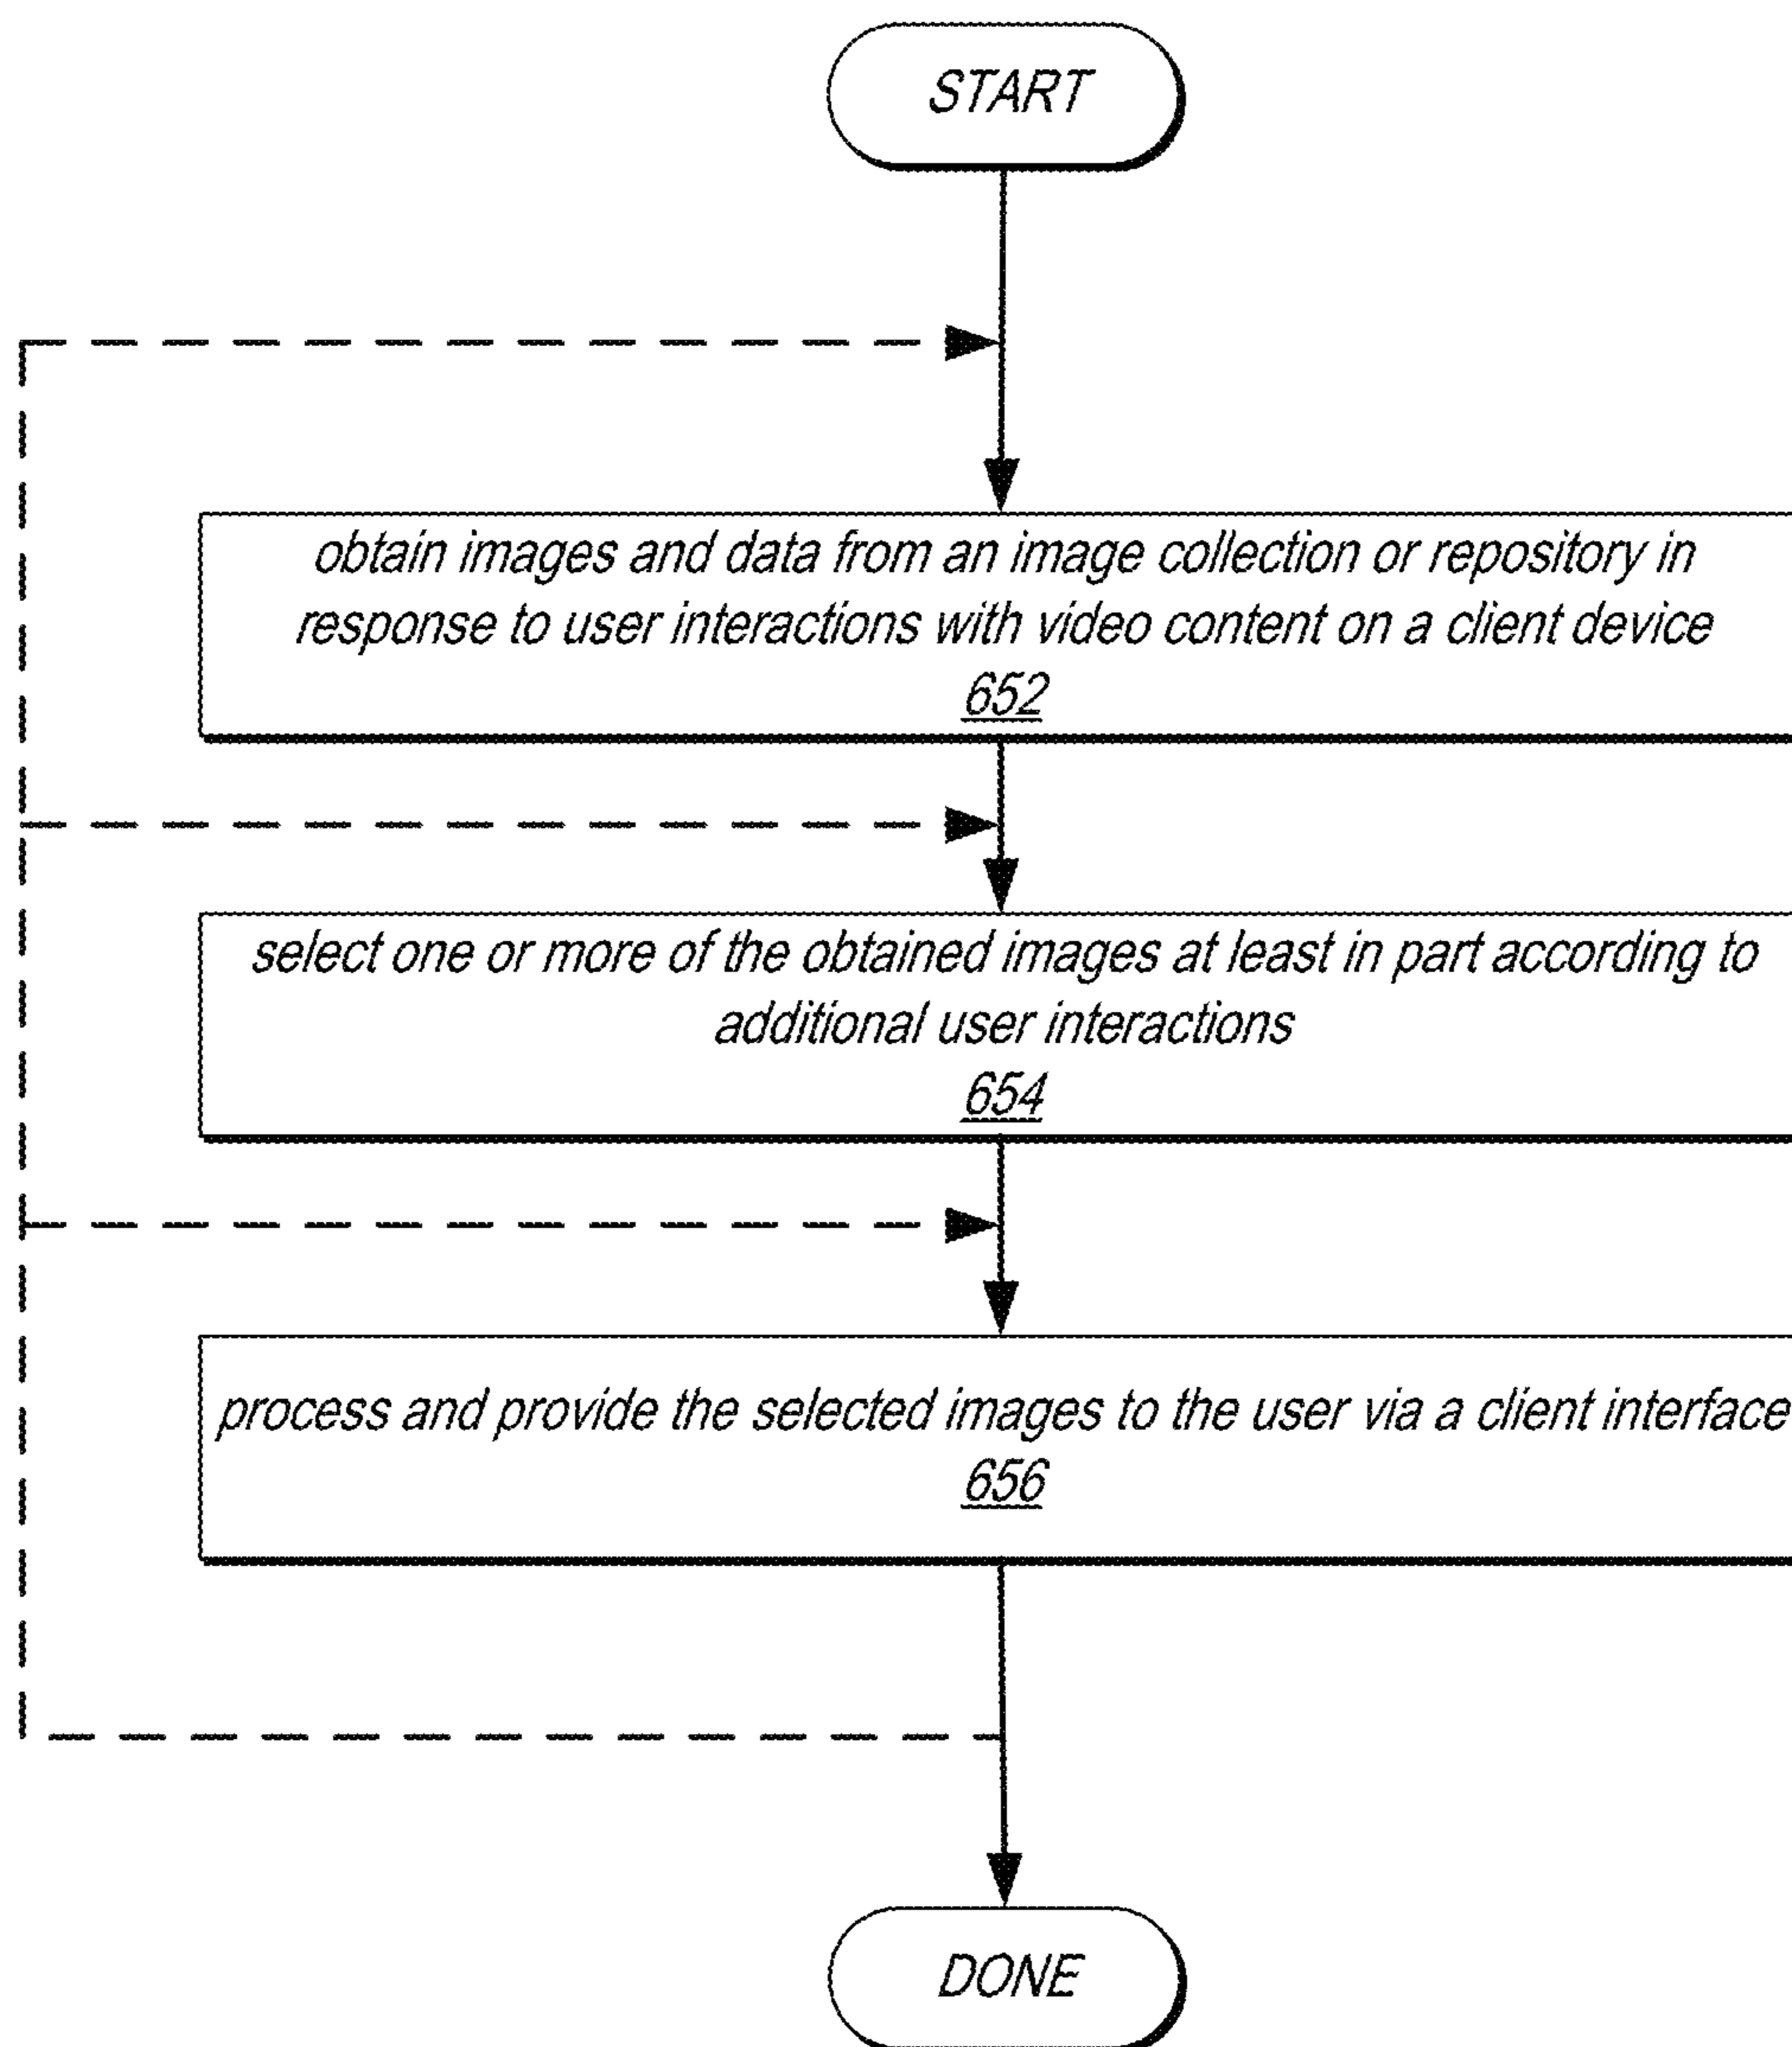 START
obtain images and data from an image collection or repository in
response to user interactions with video content on a client device
652
select one or more of the obtained images at least in part according to
additional user interactions
654
process and provide the selected images to the user via a client interface
656
DONE